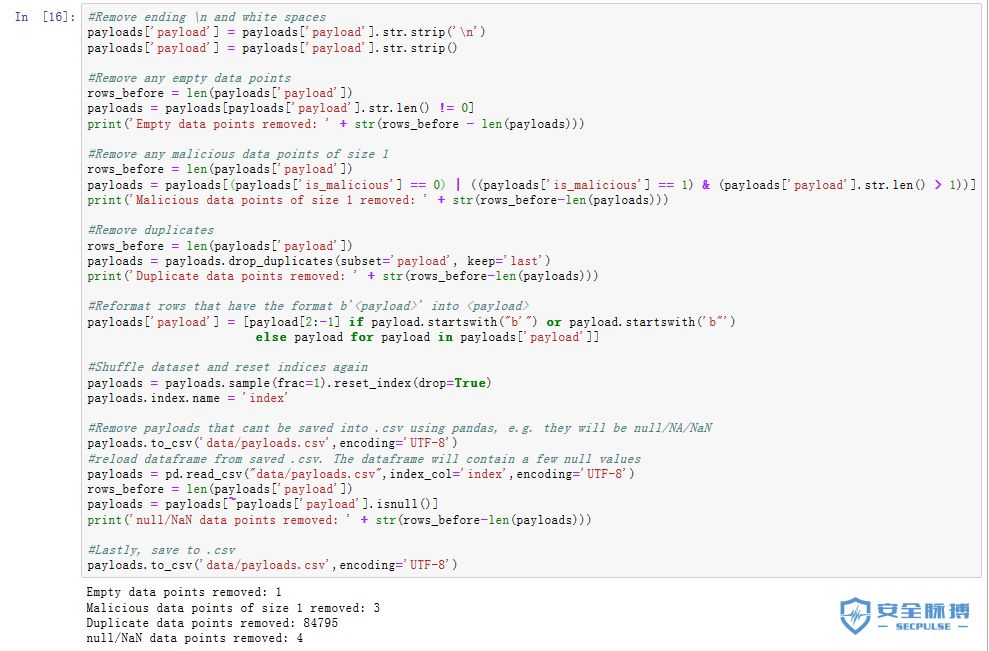 In [16]:
#Remove ending \n and white spaces
payloads['payload'] = payloads['payload'].str.strip('\n')
payloads['payload'] = payloads['payload'].str.strip()
#Remove any empty data points
rows_before = len(payloads['payload'])
payloads = payloads[payloads['payload'].str.len() != 0]
print('Empty data points removed: ' + str(rows_before - len(payloads)))
#Remove any malicious data points of size 1
rows_before = len(payloads['payload'])
payloads = payloads[(payloads['is_malicious'] == 0) | ((payloads['is_malicious'] == 1) & (payloads['payload'].str.len() > 1))]
print('Malicious data points of size 1 removed: ' + str(rows_before-len(payloads)))
#Remove duplicates
rows_before = len(payloads['payload'])
payloads = payloads.drop_duplicates(subset='payload', keep='last')
print('Duplicate data points removed: ' + str(rows_before-len(payloads)))
#Reformat rows that have the format b'<payload>' into <payload>
payloads['payload'] = [payload[2:-1] if payload.startswith("b'") or payload.startswith('b"')
else payload for payload in payloads['payload']]
#Shuffle dataset and reset indices again
payloads = payloads.sample(frac=1).reset_index(drop=True)
payloads.index.name = 'index'
#Remove payloads that cant be saved into .csv using pandas, e.g. they will be null/NA/NaN
payloads.to_csv('data/payloads.csv',encoding='UTF-8')
#reload dataframe from saved .csv. The dataframe will contain a few null values
payloads = pd.read_csv("data/payloads.csv",index_col='index',encoding='UTF-8')
rows_before = len(payloads['payload'])
payloads = payloads[~payloads['payload'].isnull()]
print('null/NaN data points removed: ' + str(rows_before-len(payloads)))
#Lastly, save to .csv
payloads.to_csv('data/payloads.csv',encoding='UTF-8')
Empty data points removed: 1
Malicious data points of size 1 removed: 3
Duplicate data points removed: 84795
null/NaN data points removed: 4
安全脉搏
SECPULSE